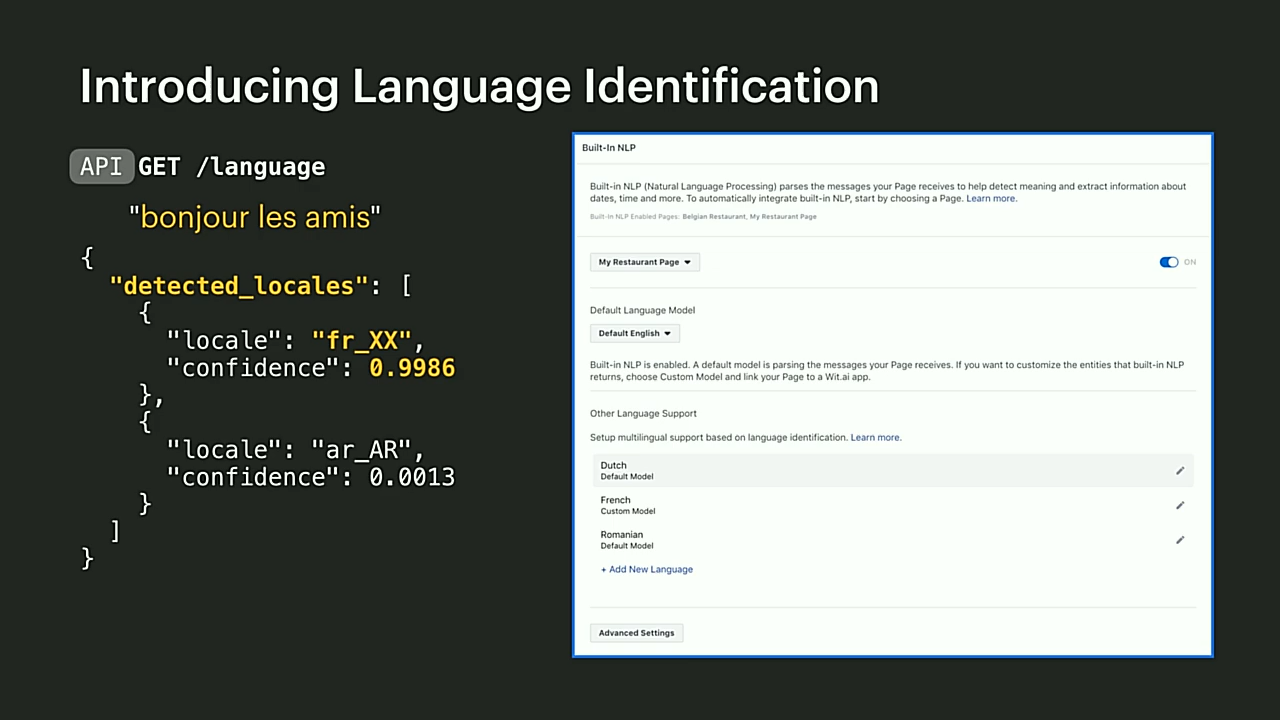 Introducing Language Identification
API GET /language
"bonjour les amis"
{
"detected_locales": [
{
"locale": "fr_XX",
"confidence": 0.9986
},
{
"locale": "ar_AR",
"confidence": 0.0013
}
]
}
Built-In NLP
Built-in NLP (Natural Language Processing) parses the messages your Page receives to help detect meaning and extract information about
dates, time and more. To automatically integrate built-in NLP, start by choosing a Page. Learn more.
Built-In NLP Enabled Pages: Belgian Restaurant, My Restaurant Page
My Restaurant Page
ON
Default Language Model
Default English
Built-in NLP is enabled. A default model is parsing the messages your Page receives. If you want to customize the entities that built-in NLP
returns, choose Custom Model and link your Page to a Wit.ai app.
Other Language Support
Setup multilingual support based on language identification. Learn more.
Dutch
Default Model
French
Custom Model
Romanian
Default Model
+ Add New Language
Advanced Settings